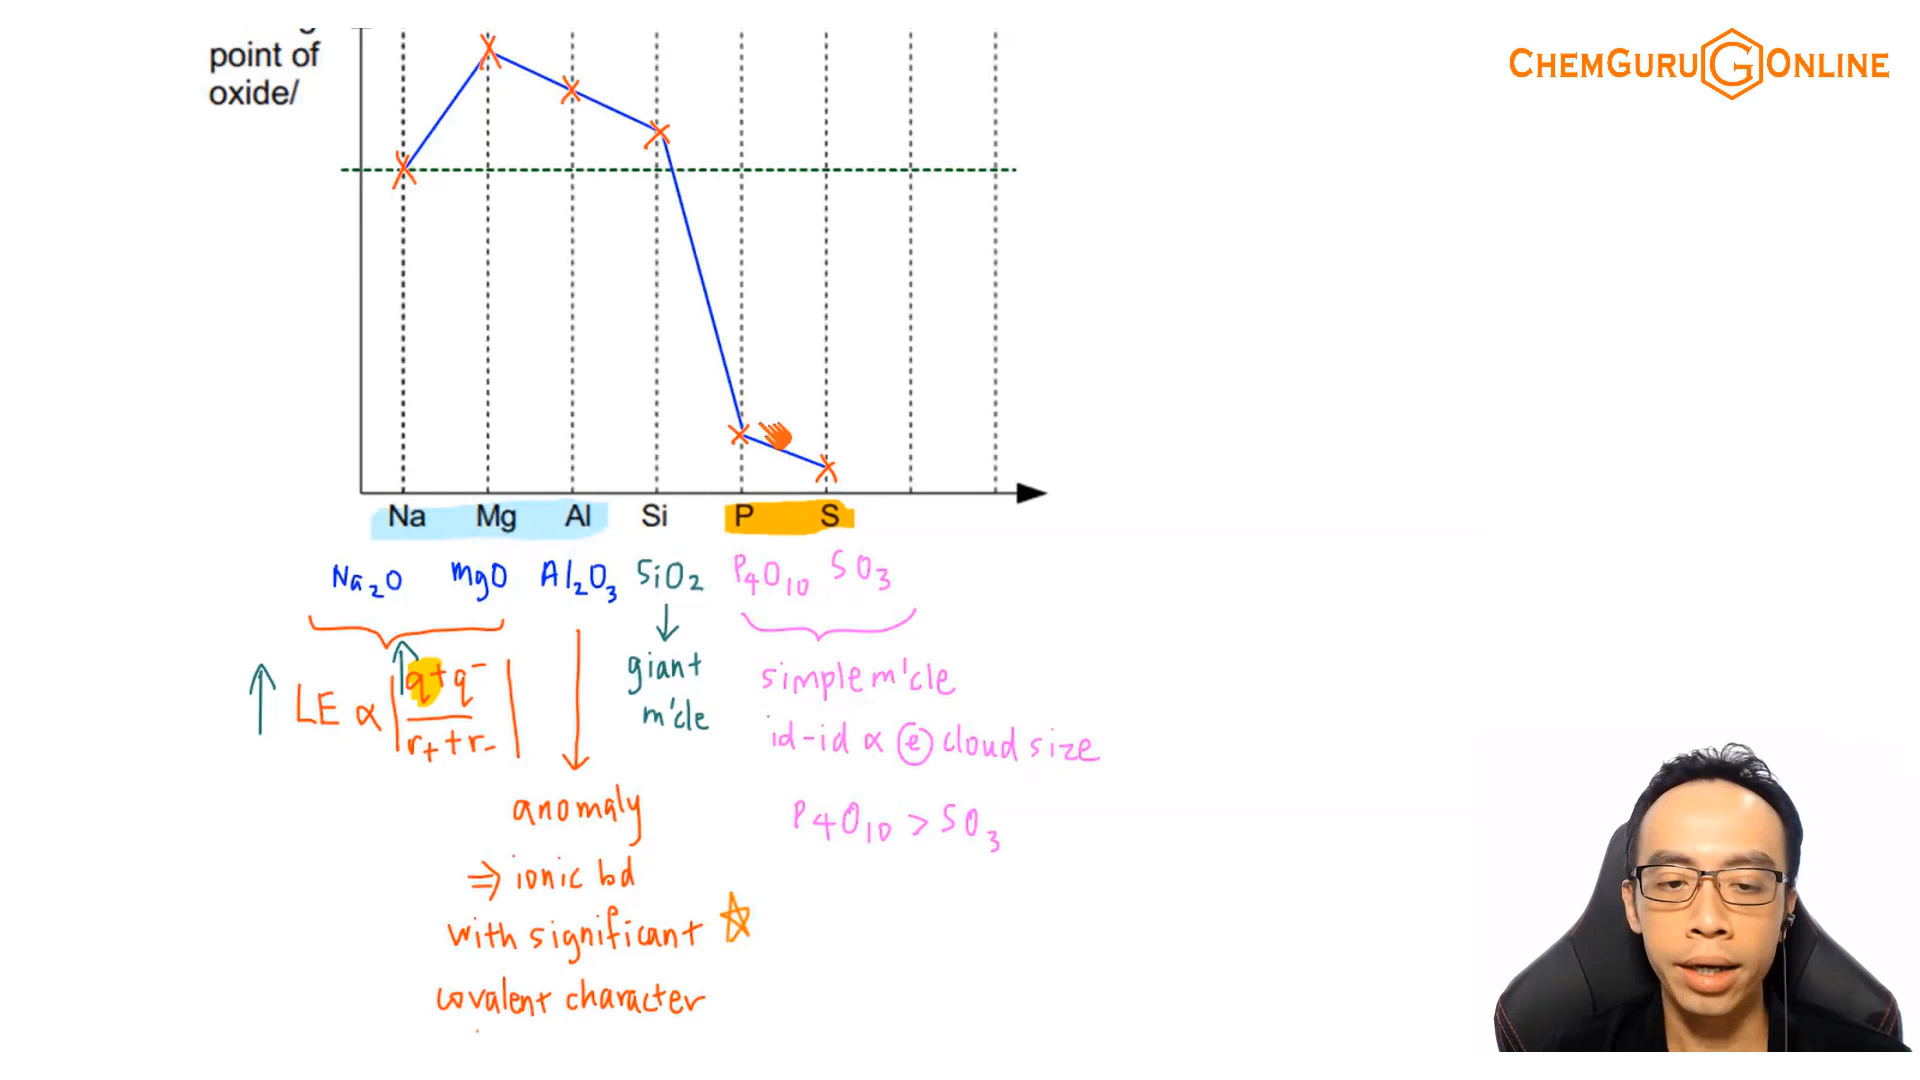 CHEMGURU G ONLINE
point of
oxide/
Na Mg Al Si P S
Na₂O MgO Al₂O₃ SiO₂ P₄O₁₀ SO₃
↑ LE ∝ | q⁺ q⁻ / r₊ + r₋ |
giant
m'cle
simple m'cle
id-id ∝ ⓔ cloud size
P₄O₁₀ > SO₃
anomaly
⇒ ionic bd
with significant ☆
covalent character